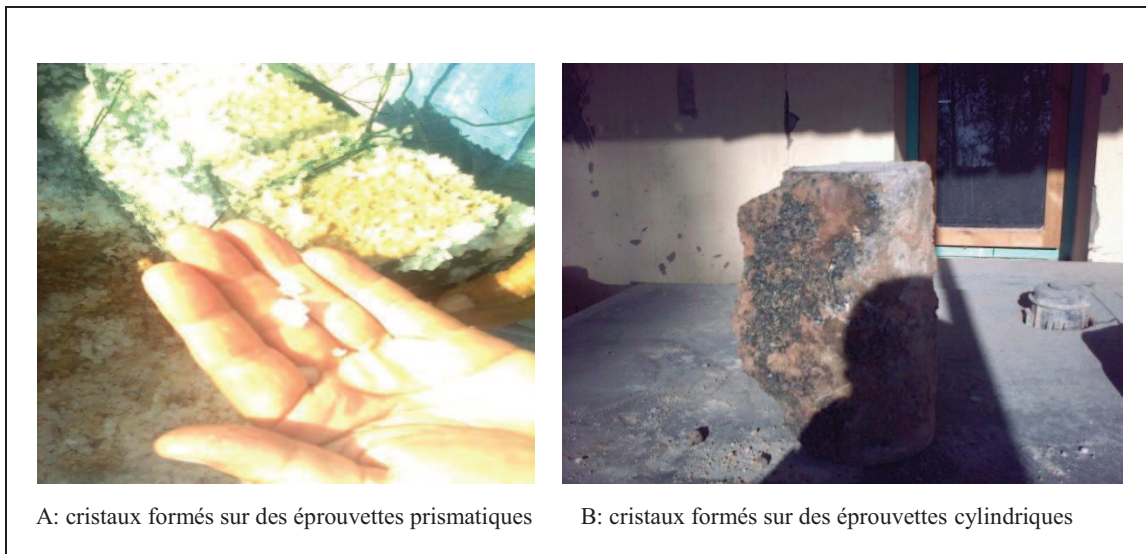 A: cristaux formés sur des éprouvettes prismatiques
B: cristaux formés sur des éprouvettes cylindriques